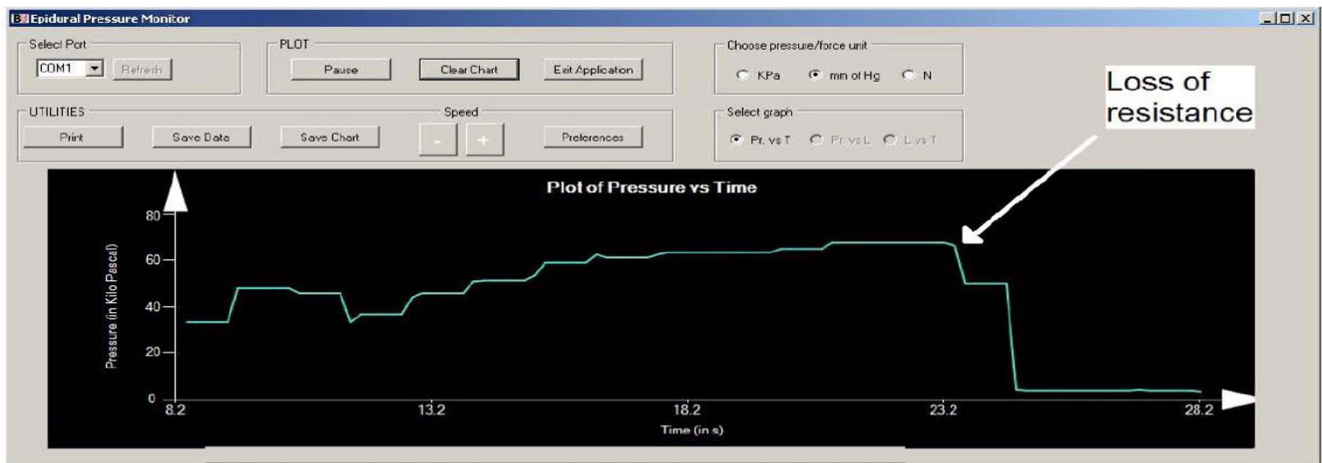 Epidural Pressure Monitor
Select Port
COM1 Refresh
PLOT
Pause Clear Chart Exit Application
Choose pressure/force unit
KPa mm of Hg N
UTILITIES
Print Save Data Save Chart
Speed
- +
Preferences
Select graph
Pr. vs T Pr vs L L vs T
Loss of
resistance
Plot of Pressure vs Time
Pressure (in Kilo Pascal)
80
60
40
20
0
8.2 13.2 18.2 23.2 28.2
Time (in s)